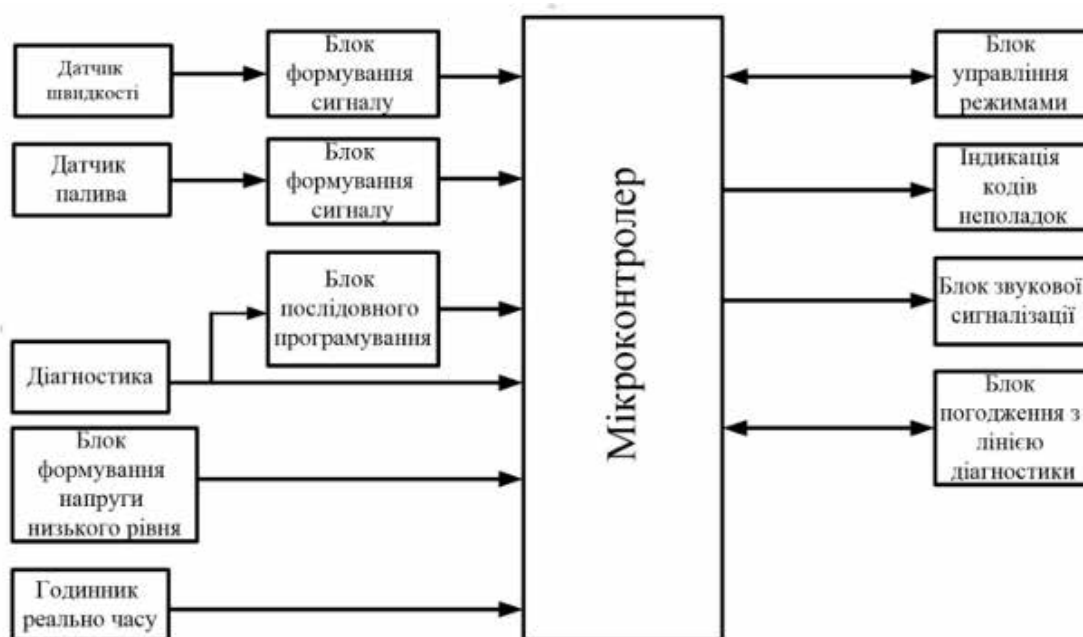 Датчик
швидкості
Блок
формування
сигналу
Датчик
палива
Блок
формування
сигналу
Блок
послідовного
програмування
Діагностика
Блок
формування
напруги
низького рівня
Годинник
реально часу
Мікроконтролер
Блок
управління
режимами
Індикація
кодів
неполадок
Блок звукової
сигналізації
Блок
погодження з
лінією
діагностики